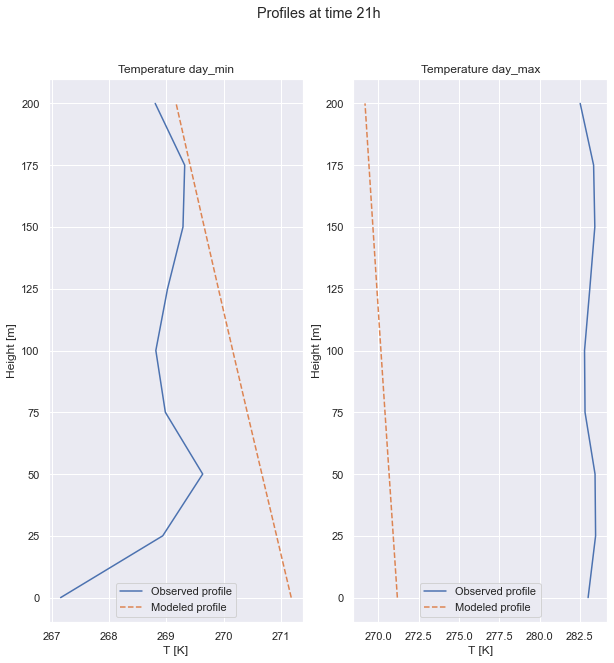 Profiles at time 21h
Temperature day_min
Temperature day_max
200
175
150
125
100
75
50
25
0
Height [m]
267
268
269
270
271
T [K]
Observed profile
Modeled profile
200
175
150
125
100
75
50
25
0
Height [m]
270.0
272.5
275.0
277.5
280.0
282.5
T [K]
Observed profile
Modeled profile